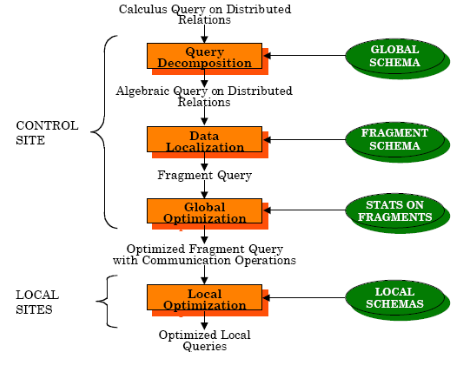 Calculus Query on Distributed
Relations
Query
Decomposition
GLOBAL
SCHEMA
Algebraic Query on Distributed
Relations
CONTROL
SITE
Data
Localization
FRAGMENT
SCHEMA
Fragment Query
Global
Optimization
STATS ON
FRAGMENTS
Optimized Fragment Query
with Communication Operations
LOCAL
SITES
Local
Optimization
LOCAL
SCHEMAS
Optimized Local
Queries